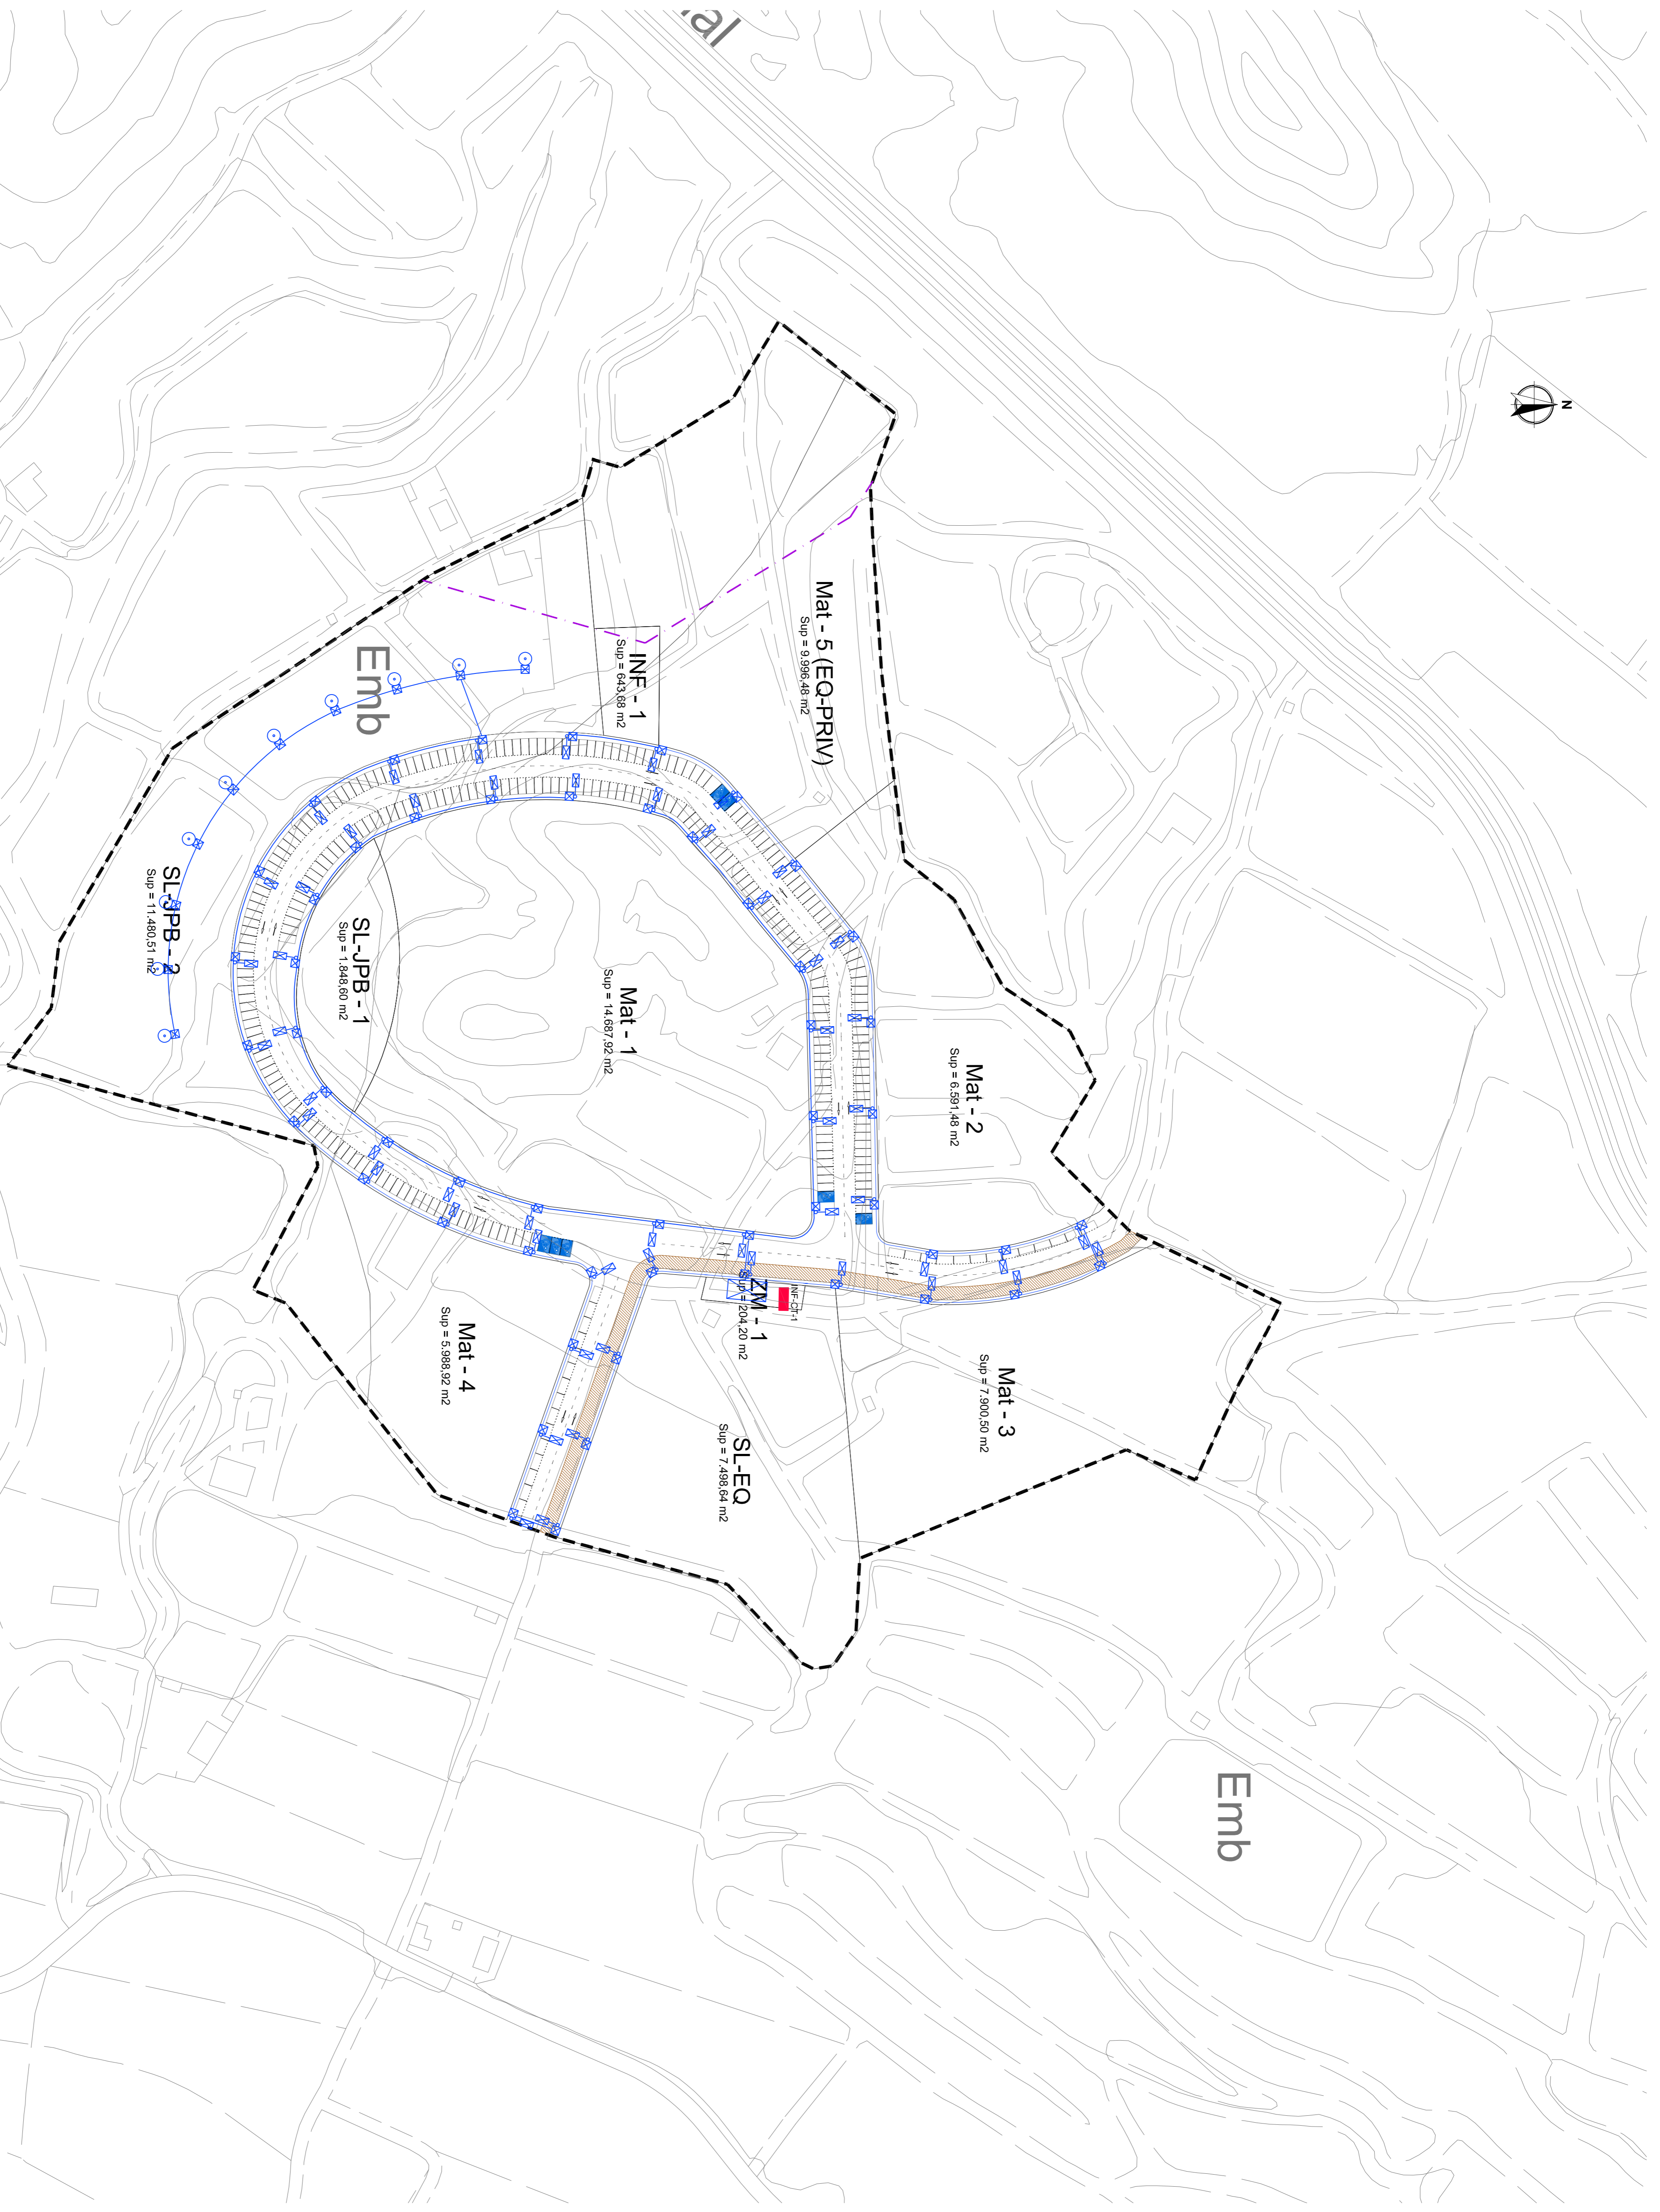 al
N
Mat - 5 (EQ-PRIV)
Sup = 9.996,48 m2
INF - 1
Sup = 643,68 m2
Emb
SL-JPB - 2
Sup = 11.480,51 m2
SL-JPB - 1
Sup = 1.848,60 m2
Mat - 1
Sup = 14.687,92 m2
Mat - 2
Sup = 6.591,48 m2
INF-CT-1
ZM - 1
Sup = 204,20 m2
Mat - 3
Sup = 7.900,50 m2
Mat - 4
Sup = 5.988,92 m2
SL-EQ
Sup = 7.498,64 m2
Emb